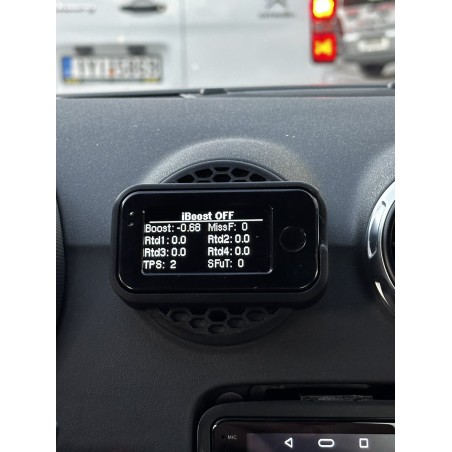 iBoost OFF
Boost: -0.68 MissF: 0
Rtd1: 0.0 Rtd2: 0.0
Rtd3: 0.0 Rtd4: 0.0
TPS: 2 SFuT: 0
MIC